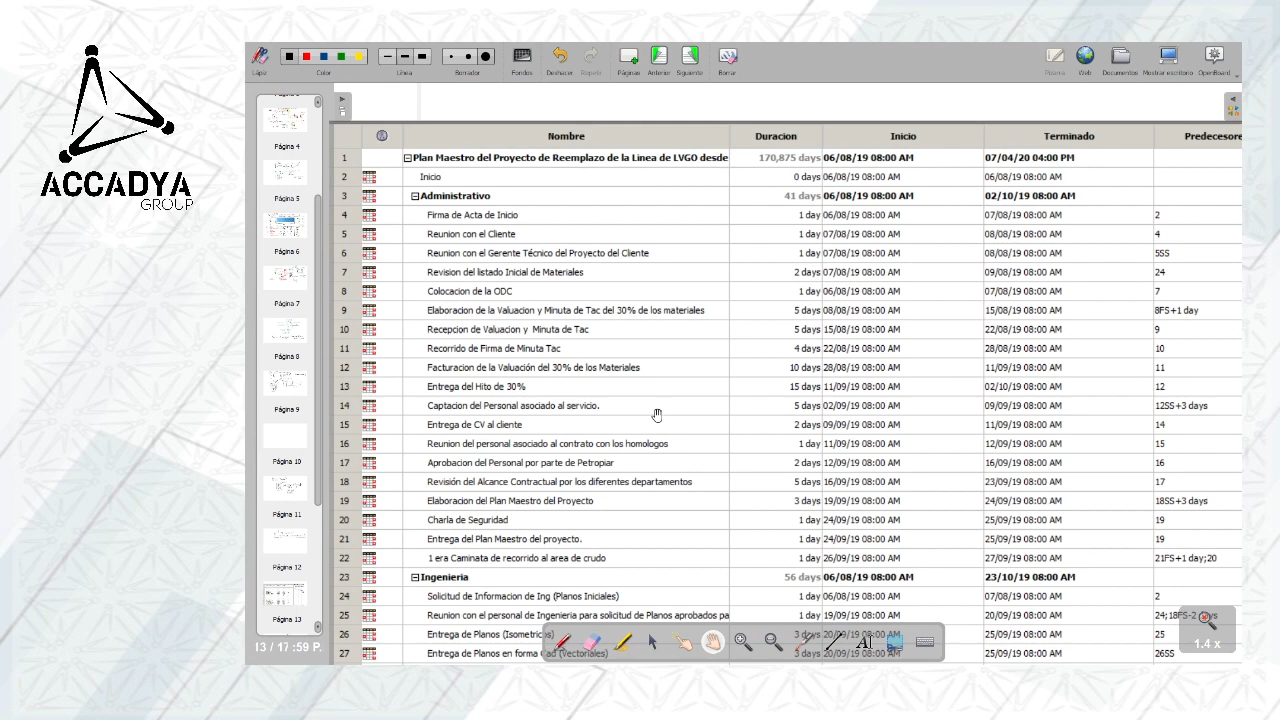 ACCADYA
GROUP
Lápiz
Color
Línea
Borrador
Fondos
Deshacer
Repetir
Páginas
Anterior
Siguiente
Borrar
Pizarra
Web
Documentos
Mostrar escritorio
OpenBoard
Página 4
Página 5
Página 6
Página 7
Página 8
Página 9
Página 10
Página 11
Página 12
Página 13
Nombre Duracion Inicio Terminado Predecesore
1 Plan Maestro del Proyecto de Reemplazo de la Linea de LVGO desde 170,875 days 06/08/19 08:00 AM 07/04/20 04:00 PM
2 Inicio 0 days 06/08/19 08:00 AM 06/08/19 08:00 AM
3 Administrativo 41 days 06/08/19 08:00 AM 02/10/19 08:00 AM
4 Firma de Acta de Inicio 1 day 06/08/19 08:00 AM 07/08/19 08:00 AM 2
5 Reunion con el Cliente 1 day 07/08/19 08:00 AM 08/08/19 08:00 AM 4
6 Reunion con el Gerente Técnico del Proyecto del Cliente 1 day 07/08/19 08:00 AM 08/08/19 08:00 AM 5SS
7 Revision del listado Inicial de Materiales 2 days 07/08/19 08:00 AM 09/08/19 08:00 AM 24
8 Colocacion de la ODC 1 day 06/08/19 08:00 AM 07/08/19 08:00 AM 7
9 Elaboracion de la Valuacion y Minuta de Tac del 30% de los materiales 5 days 08/08/19 08:00 AM 15/08/19 08:00 AM 8FS+1 day
10 Recepcion de Valuacion y Minuta de Tac 5 days 15/08/19 08:00 AM 22/08/19 08:00 AM 9
11 Recorrido de Firma de Minuta Tac 4 days 22/08/19 08:00 AM 28/08/19 08:00 AM 10
12 Facturacion de la Valuación del 30% de los Materiales 10 days 28/08/19 08:00 AM 11/09/19 08:00 AM 11
13 Entrega del Hito de 30% 15 days 11/09/19 08:00 AM 02/10/19 08:00 AM 12
14 Captacion del Personal asociado al servicio. 5 days 02/09/19 08:00 AM 09/09/19 08:00 AM 12SS+3 days
15 Entrega de CV al cliente 2 days 09/09/19 08:00 AM 11/09/19 08:00 AM 14
16 Reunion del personal asociado al contrato con los homologos 1 day 11/09/19 08:00 AM 12/09/19 08:00 AM 15
17 Aprobacion del Personal por parte de Petropiar 2 days 12/09/19 08:00 AM 16/09/19 08:00 AM 16
18 Revisión del Alcance Contractual por los diferentes departamentos 5 days 16/09/19 08:00 AM 23/09/19 08:00 AM 17
19 Elaboracion del Plan Maestro del Proyecto 3 days 19/09/19 08:00 AM 24/09/19 08:00 AM 18SS+3 days
20 Charla de Seguridad 1 day 24/09/19 08:00 AM 25/09/19 08:00 AM 19
21 Entrega del Plan Maestro del proyecto. 1 day 24/09/19 08:00 AM 25/09/19 08:00 AM 19
22 1 era Caminata de recorrido al area de crudo 1 day 26/09/19 08:00 AM 27/09/19 08:00 AM 21FS+1 day;20
23 Ingenieria 56 days 06/08/19 08:00 AM 23/10/19 08:00 AM
24 Solicitud de Informacion de Ing (Planos Iniciales) 1 day 06/08/19 08:00 AM 07/08/19 08:00 AM 2
25 Reunion con el personal de Ingenieria para solicitud de Planos aprobados pa 1 day 19/09/19 08:00 AM 20/09/19 08:00 AM 24;18FS-2 days
26 Entrega de Planos (Isometricos) 3 days 20/09/19 08:00 AM 25/09/19 08:00 AM 25
27 Entrega de Planos en forma Cad (Vectoriales) 3 days 20/09/19 08:00 AM 25/09/19 08:00 AM 26SS
13 / 17 :59 P.
1.4 x